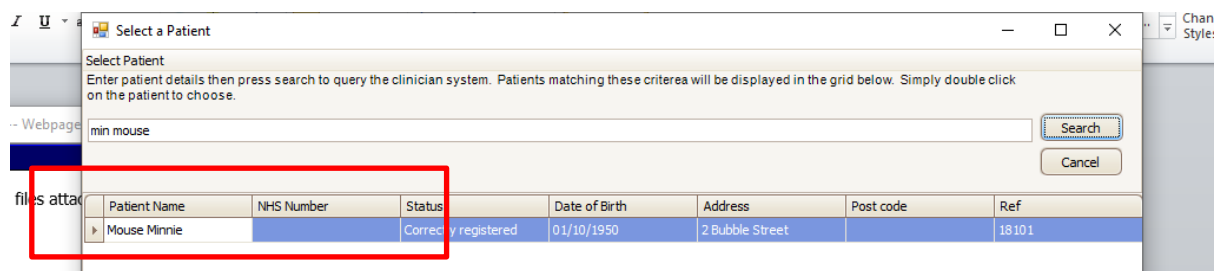 I U
Select a Patient
Chan
Styles
Select Patient
Enter patient details then press search to query the clinician system. Patients matching these criterea will be displayed in the grid below. Simply double click
on the patient to choose.
-- Webpage
min mouse
Search
Cancel
files attac
Patient Name NHS Number Status Date of Birth Address Post code Ref
Mouse Minnie Correctly registered 01/10/1950 2 Bubble Street 18101